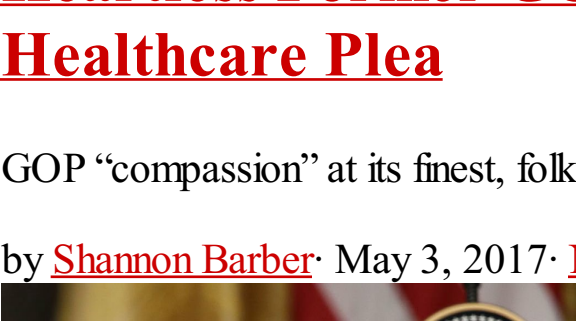 Healthcare Plea
GOP “compassion” at its finest, folk
by Shannon Barber· May 3, 2017·